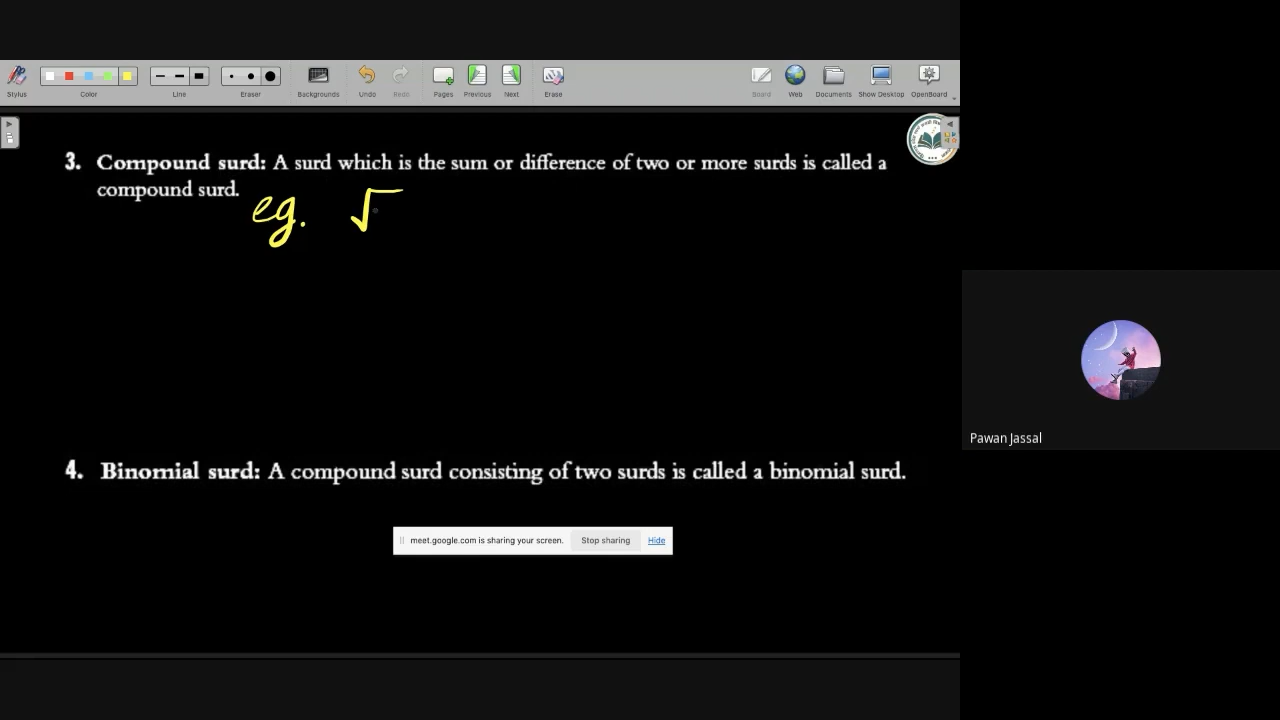 Stylus Color Line Eraser Backgrounds Undo Redo Pages Previous Next Erase Board Web Documents Show Desktop OpenBoard
3. Compound surd: A surd which is the sum or difference of two or more surds is called a
compound surd.
eg. √
Pawan Jassal
4. Binomial surd: A compound surd consisting of two surds is called a binomial surd.
meet.google.com is sharing your screen. Stop sharing Hide